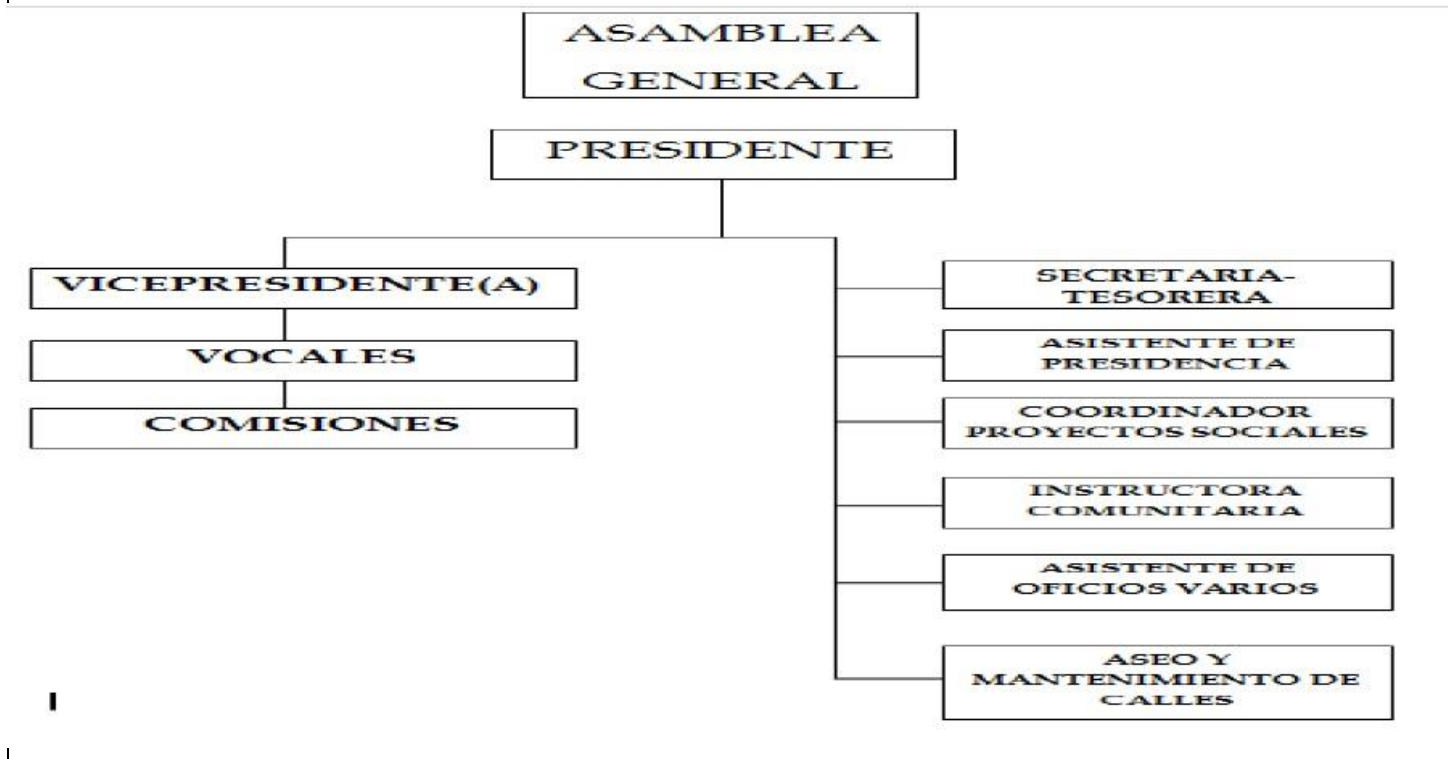 ASAMBLEA
GENERAL
PRESIDENTE
VICEPRESIDENTE(A)
VOCALES
COMISIONES
SECRETARIA-
TESORERA
ASISTENTE DE
PRESIDENCIA
COORDINADOR
PROYECTOS SOCIALES
INSTRUCTORA
COMUNITARIA
ASISTENTE DE
OFICIOS VARIOS
ASEO Y
MANTENIMIENTO DE
CALLES